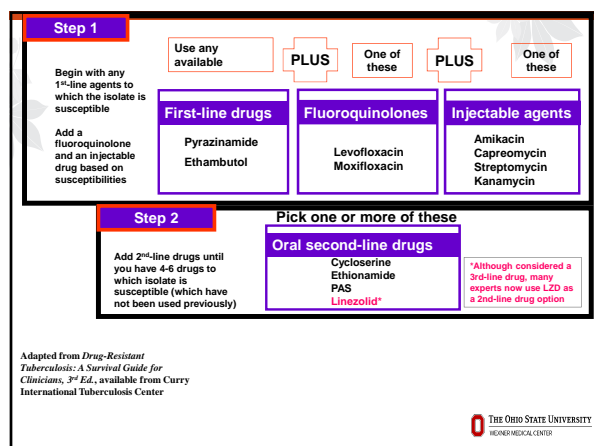 Step 1
Use any
available
PLUS
One of
these
PLUS
One of
these
Begin with any
1st-line agents to
which the isolate is
susceptible
Add a
fluoroquinolone
and an injectable
drug based on
susceptibilities
First-line drugs
Pyrazinamide
Ethambutol
Fluoroquinolones
Levofloxacin
Moxifloxacin
Injectable agents
Amikacin
Capreomycin
Streptomycin
Kanamycin
Step 2
Pick one or more of these
Add 2nd-line drugs until
you have 4-6 drugs to
which isolate is
susceptible (which have
not been used previously)
Oral second-line drugs
Cycloserine
Ethionamide
PAS
Linezolid*
*Although considered a
3rd-line drug, many
experts now use LZD as
a 2nd-line drug option
Adapted from Drug-Resistant
Tuberculosis: A Survival Guide for
Clinicians, 3rd Ed., available from Curry
International Tuberculosis Center
THE OHIO STATE UNIVERSITY
WEXNER MEDICAL CENTER